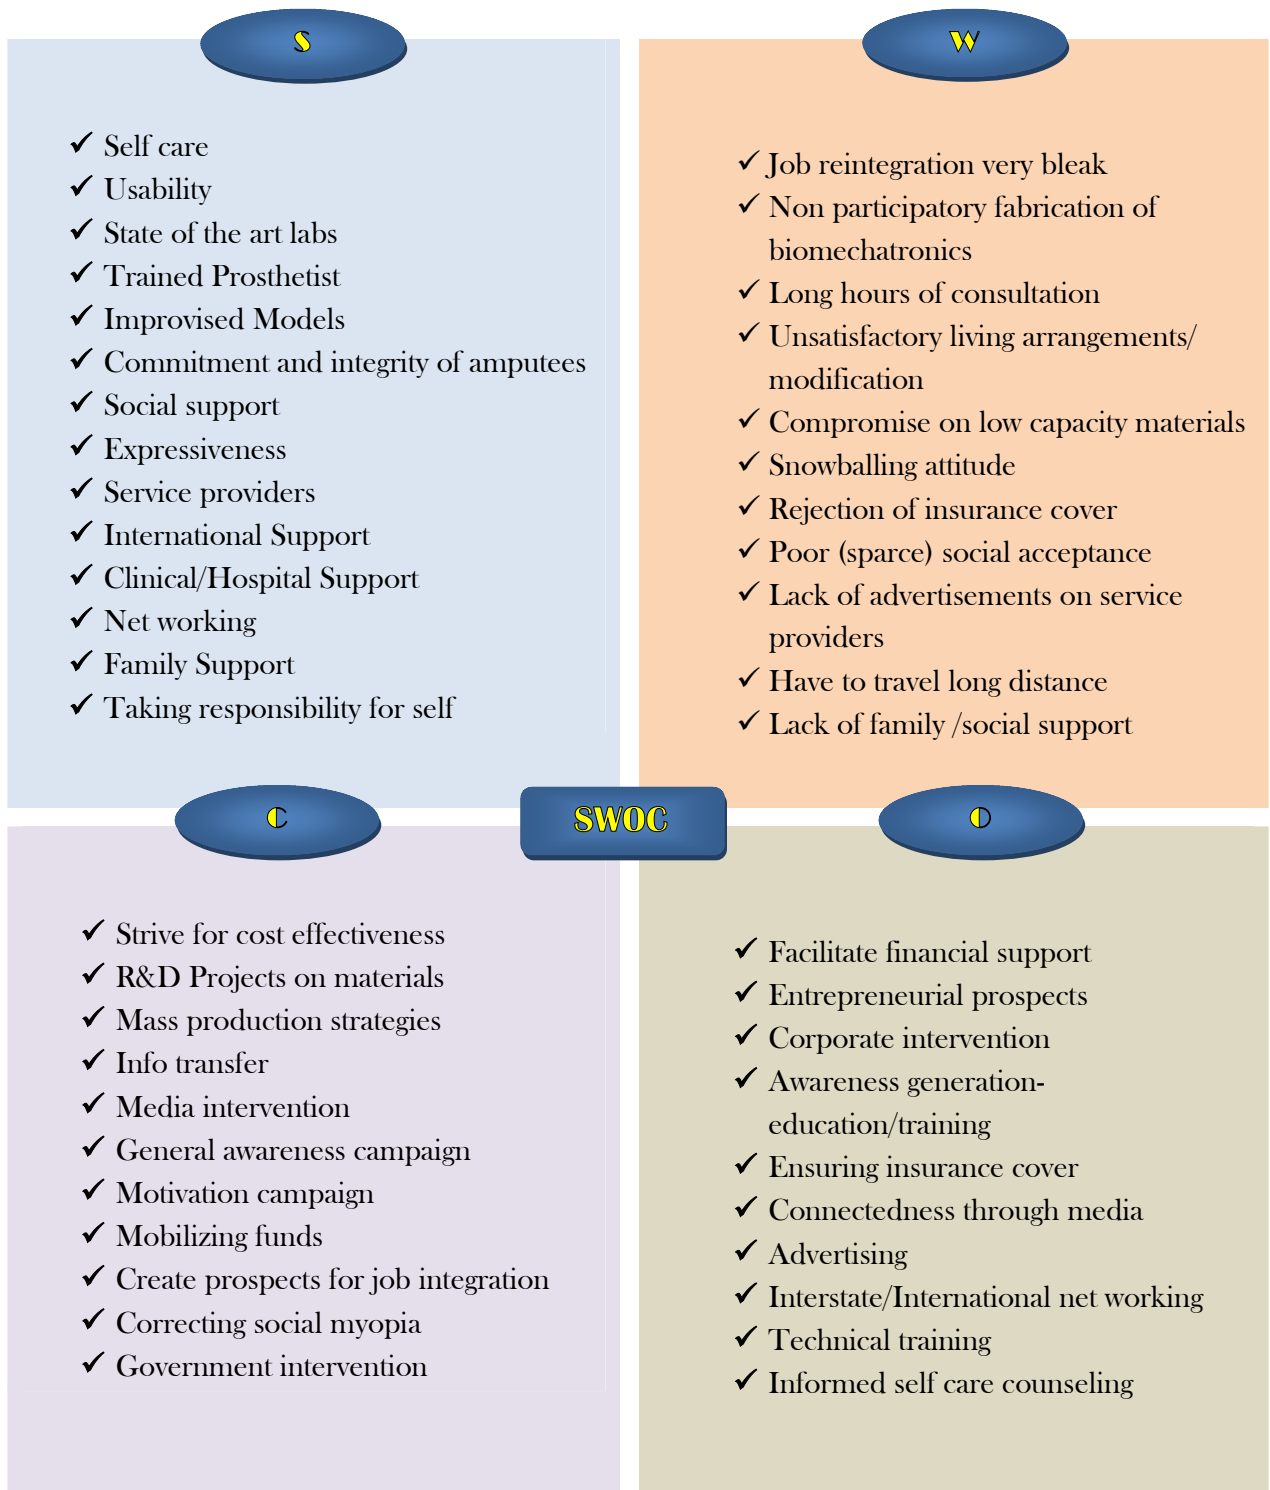 S
Self care
Usability
State of the art labs
Trained Prosthetist
Improvised Models
Commitment and integrity of amputees
Social support
Expressiveness
Service providers
International Support
Clinical/Hospital Support
Net working
Family Support
Taking responsibility for self
W
Job reintegration very bleak
Non participatory fabrication of
biomechatronics
Long hours of consultation
Unsatisfactory living arrangements/
modification
Compromise on low capacity materials
Snowballing attitude
Rejection of insurance cover
Poor (sparce) social acceptance
Lack of advertisements on service
providers
Have to travel long distance
Lack of family /social support
SWOC
C
Strive for cost effectiveness
R&D Projects on materials
Mass production strategies
Info transfer
Media intervention
General awareness campaign
Motivation campaign
Mobilizing funds
Create prospects for job integration
Correcting social myopia
Government intervention
O
Facilitate financial support
Entrepreneurial prospects
Corporate intervention
Awareness generation-
education/training
Ensuring insurance cover
Connectedness through media
Advertising
Interstate/International net working
Technical training
Informed self care counseling